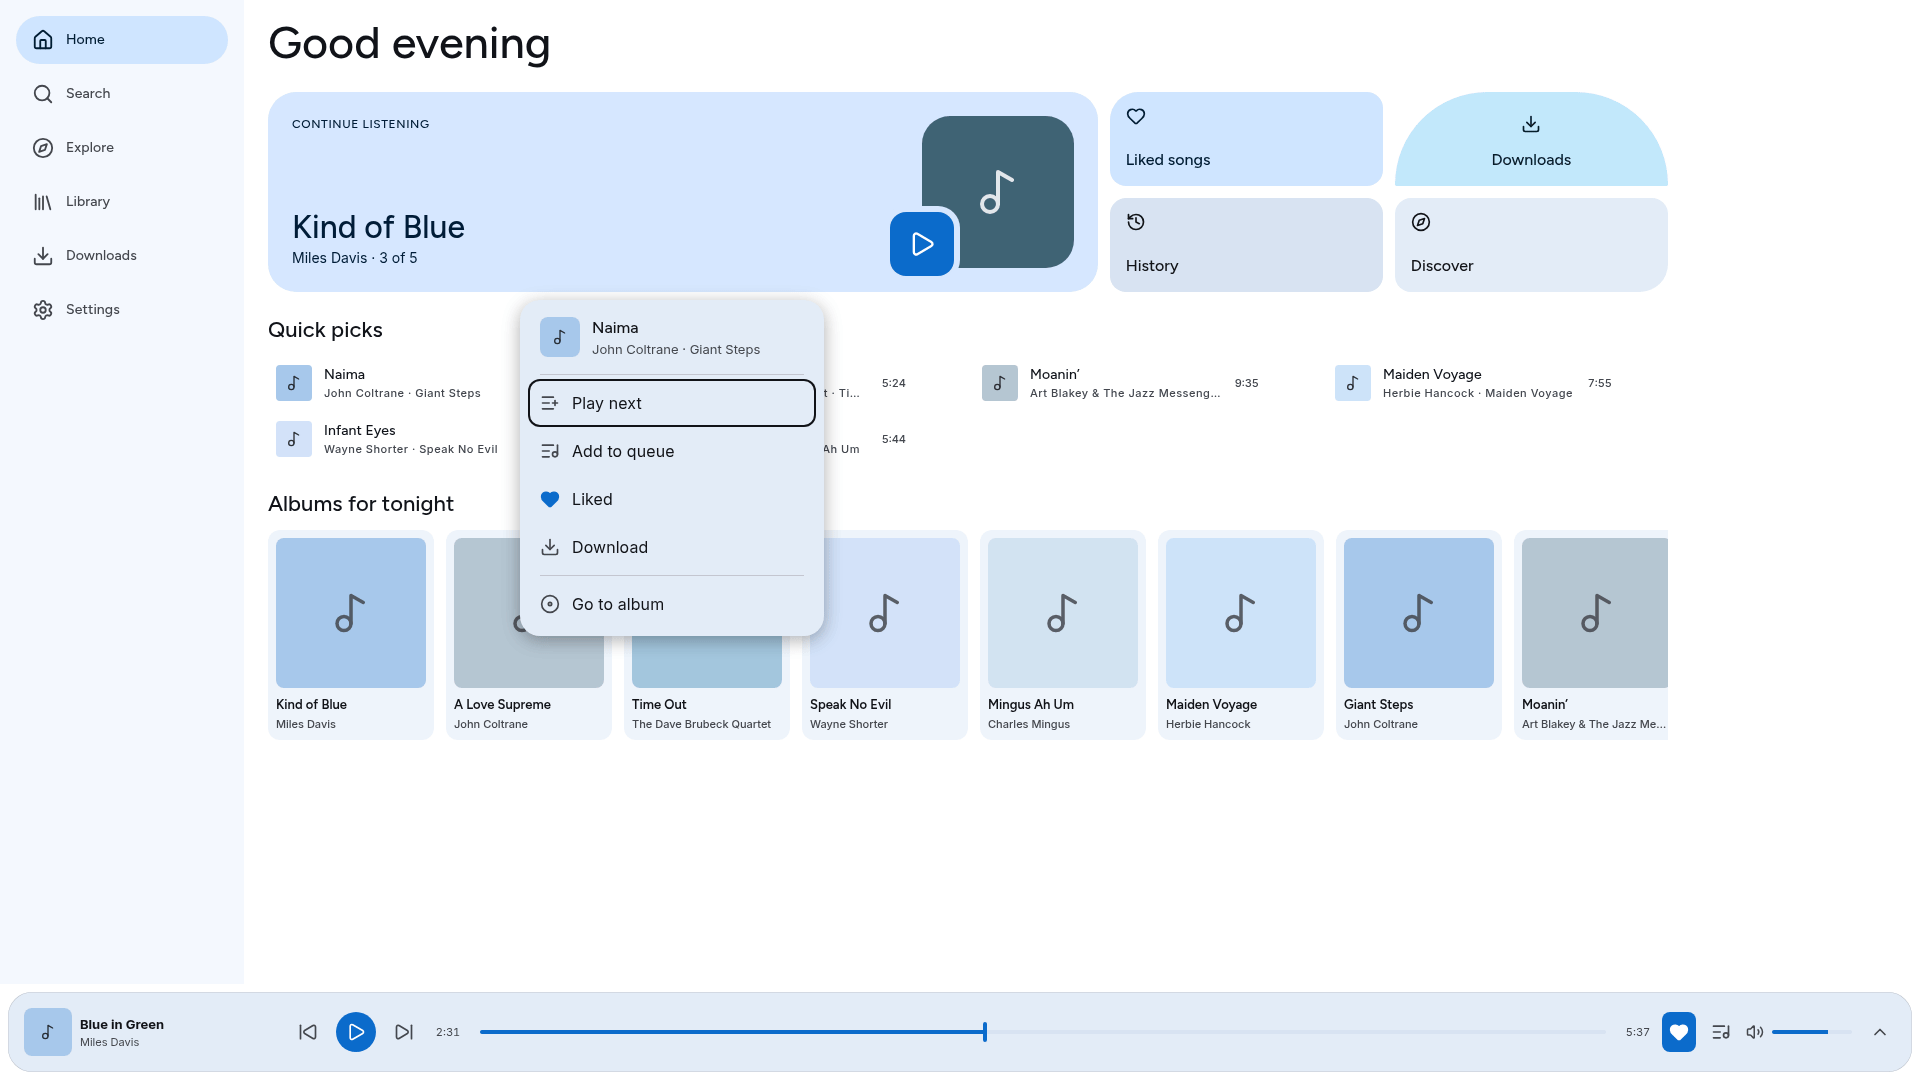 Home
Search
Explore
Library
Downloads
Settings
Good evening
CONTINUE LISTENING
Kind of Blue
Miles Davis · 3 of 5
Liked songs
Downloads
History
Discover
Quick picks
Naima
John Coltrane · Giant Steps
5:24
Moanin’
Art Blakey & The Jazz Messeng...
9:35
Maiden Voyage
Herbie Hancock · Maiden Voyage
7:55
Infant Eyes
Wayne Shorter · Speak No Evil
Ah Um
5:44
Naima
John Coltrane · Giant Steps
Play next
Add to queue
Liked
Download
Go to album
Albums for tonight
Kind of Blue
Miles Davis
A Love Supreme
John Coltrane
Time Out
The Dave Brubeck Quartet
Speak No Evil
Wayne Shorter
Mingus Ah Um
Charles Mingus
Maiden Voyage
Herbie Hancock
Giant Steps
John Coltrane
Moanin’
Art Blakey & The Jazz Me...
Blue in Green
Miles Davis
2:31
5:37